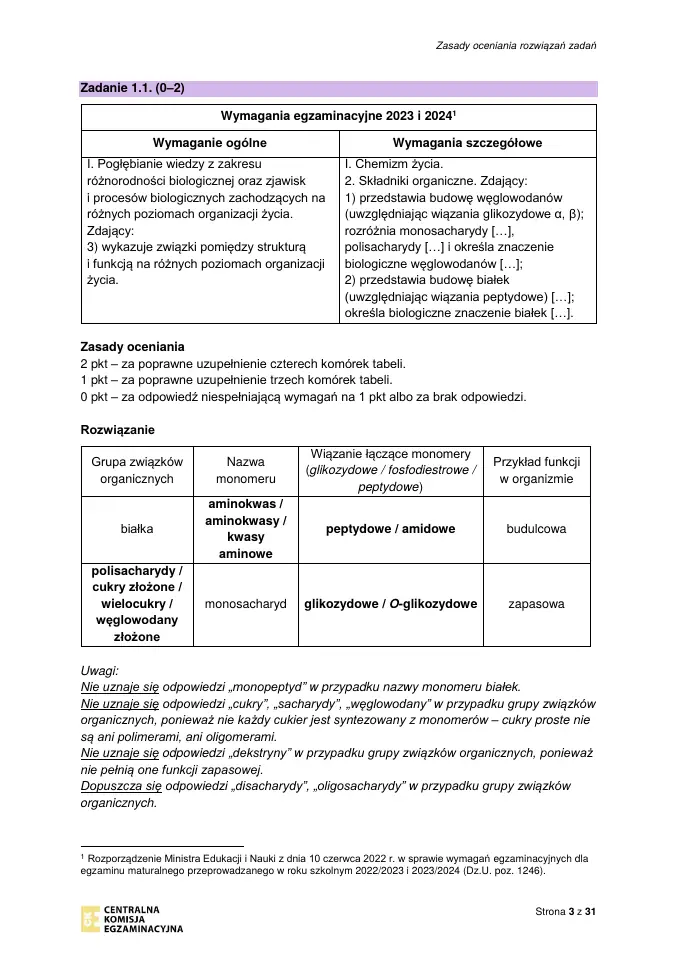 Zasady oceniania rozwiązań zadań
Zadanie 1.1. (0–2)
Wymagania egzaminacyjne 2023 i 2024¹
Wymaganie ogólne
Wymagania szczegółowe
I. Pogłębianie wiedzy z zakresu
różnorodności biologicznej oraz zjawisk
i procesów biologicznych zachodzących na
różnych poziomach organizacji życia.
Zdający:
3) wykazuje związki pomiędzy strukturą
i funkcją na różnych poziomach organizacji
życia.
I. Chemizm życia.
2. Składniki organiczne. Zdający:
1) przedstawia budowę węglowodanów
(uwzględniając wiązania glikozydowe α, β);
rozróżnia monosacharydy […],
polisacharydy […] i określa znaczenie
biologiczne węglowodanów […];
2) przedstawia budowę białek
(uwzględniając wiązania peptydowe) […];
określa biologiczne znaczenie białek […].
Zasady oceniania
2 pkt – za poprawne uzupełnienie czterech komórek tabeli.
1 pkt – za poprawne uzupełnienie trzech komórek tabeli.
0 pkt – za odpowiedź niespełniającą wymagań na 1 pkt albo za brak odpowiedzi.
Rozwiązanie
Grupa związków
organicznych
Nazwa
monomeru
Wiązanie łączące monomery
(glikozydowe / fosfodiestrowe /
peptydowe)
Przykład funkcji
w organizmie
białka
aminokwas /
aminokwasy /
kwasy
aminowe
peptydowe / amidowe
budulcowa
polisacharydy /
cukry złożone /
wielocukry /
węglowodany
złożone
monosacharyd
glikozydowe / O-glikozydowe
zapasowa
Uwagi:
Nie uznaje się odpowiedzi „monopeptyd” w przypadku nazwy monomeru białek.
Nie uznaje się odpowiedzi „cukry”, „sacharydy”, „węglowodany” w przypadku grupy związków
organicznych, ponieważ nie każdy cukier jest syntezowany z monomerów – cukry proste nie
są ani polimerami, ani oligomerami.
Nie uznaje się odpowiedzi „dekstryny” w przypadku grupy związków organicznych, ponieważ
nie pełnią one funkcji zapasowej.
Dopuszcza się odpowiedzi „disacharydy”, „oligosacharydy” w przypadku grupy związków
organicznych.
¹ Rozporządzenie Ministra Edukacji i Nauki z dnia 10 czerwca 2022 r. w sprawie wymagań egzaminacyjnych dla
egzaminu maturalnego przeprowadzanego w roku szkolnym 2022/2023 i 2023/2024 (Dz.U. poz. 1246).
CENTRALNA
KOMISJA
EGZAMINACYJNA
Strona 3 z 31